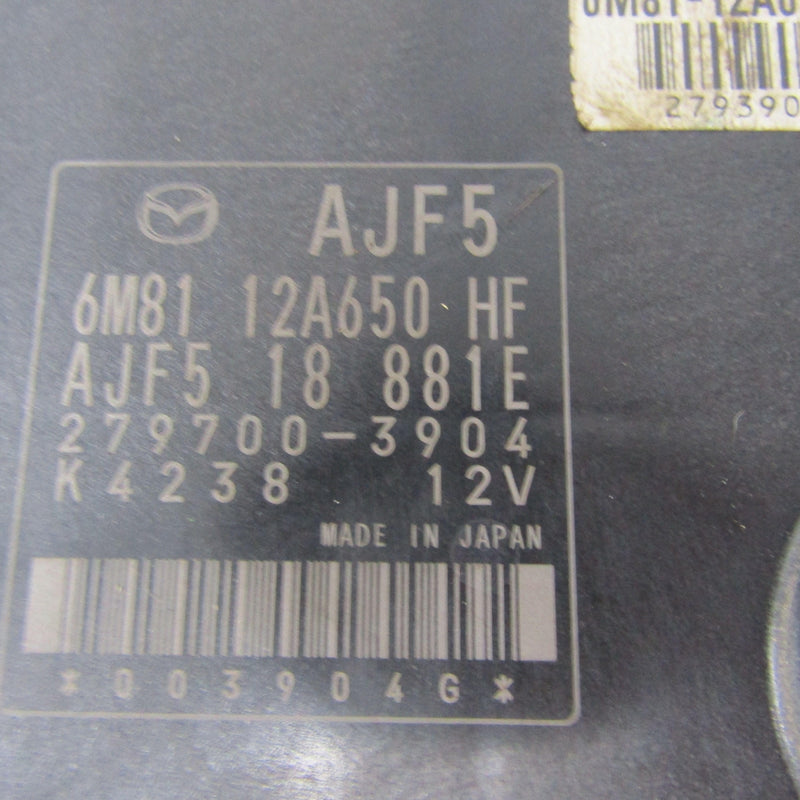 279390
AJF5
6M81 12A650 HF
AJF5 18 881E
279700-3904
K4238 12V
MADE IN JAPAN
*003904G*